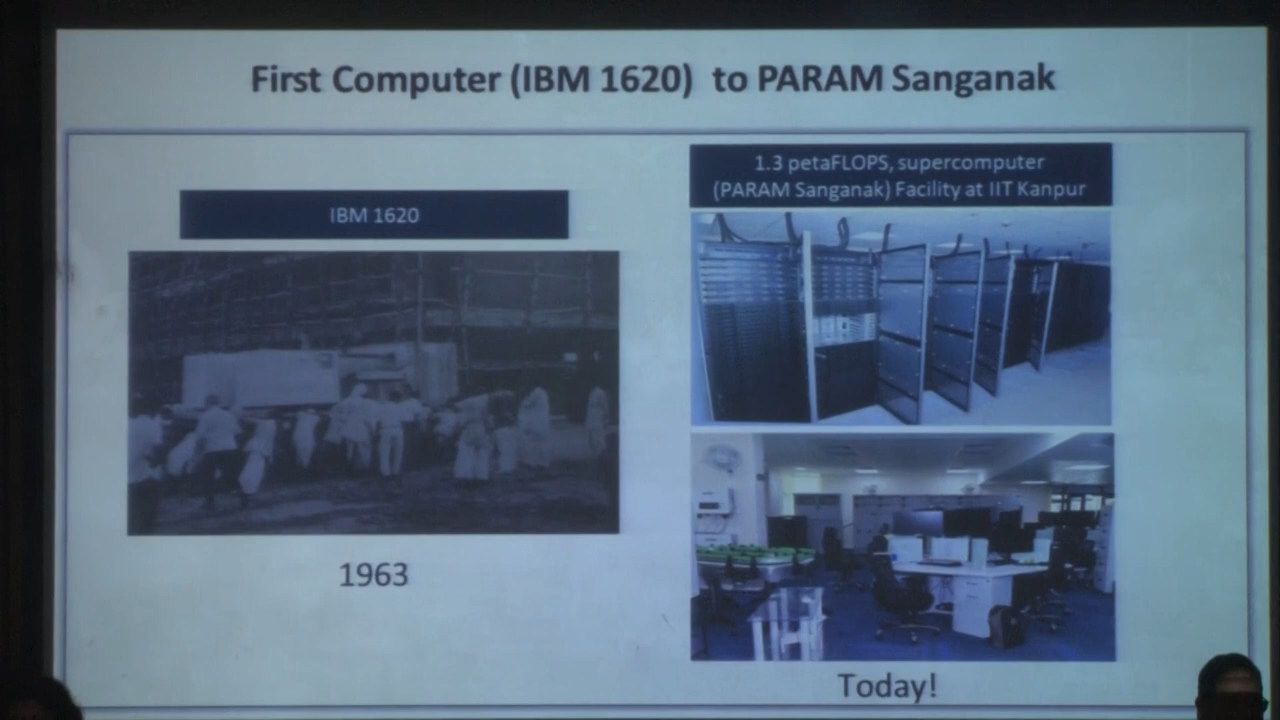 First Computer (IBM 1620) to PARAM Sanganak
IBM 1620
1963
1.3 petaFLOPS, supercomputer
(PARAM Sanganak) Facility at IIT Kanpur
Today!